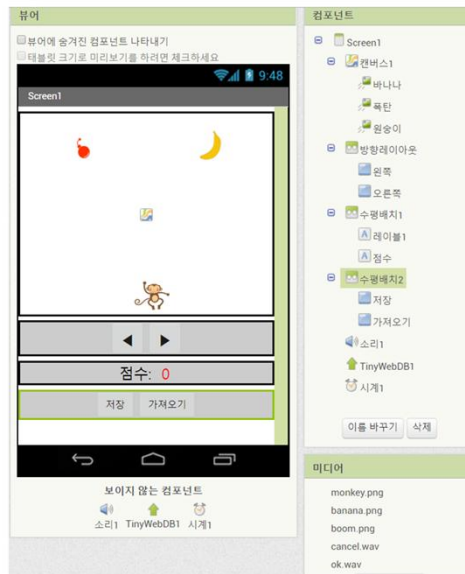 뷰어
뷰어에 숨겨진 컴포넌트 나타내기
태블릿 크기로 미리보기를 하려면 체크하세요
9:48
Screen1
점수: 0
저장 가져오기
보이지 않는 컴포넌트
소리1 TinyWebDB1 시계1
컴포넌트
Screen1
캔버스1
바나나
폭탄
원숭이
방향레이아웃
왼쪽
오른쪽
수평배치1
A 레이블1
A 점수
수평배치2
저장
가져오기
소리1
TinyWebDB1
시계1
이름 바꾸기 삭제
미디어
monkey.png
banana.png
boom.png
cancel.wav
ok.wav